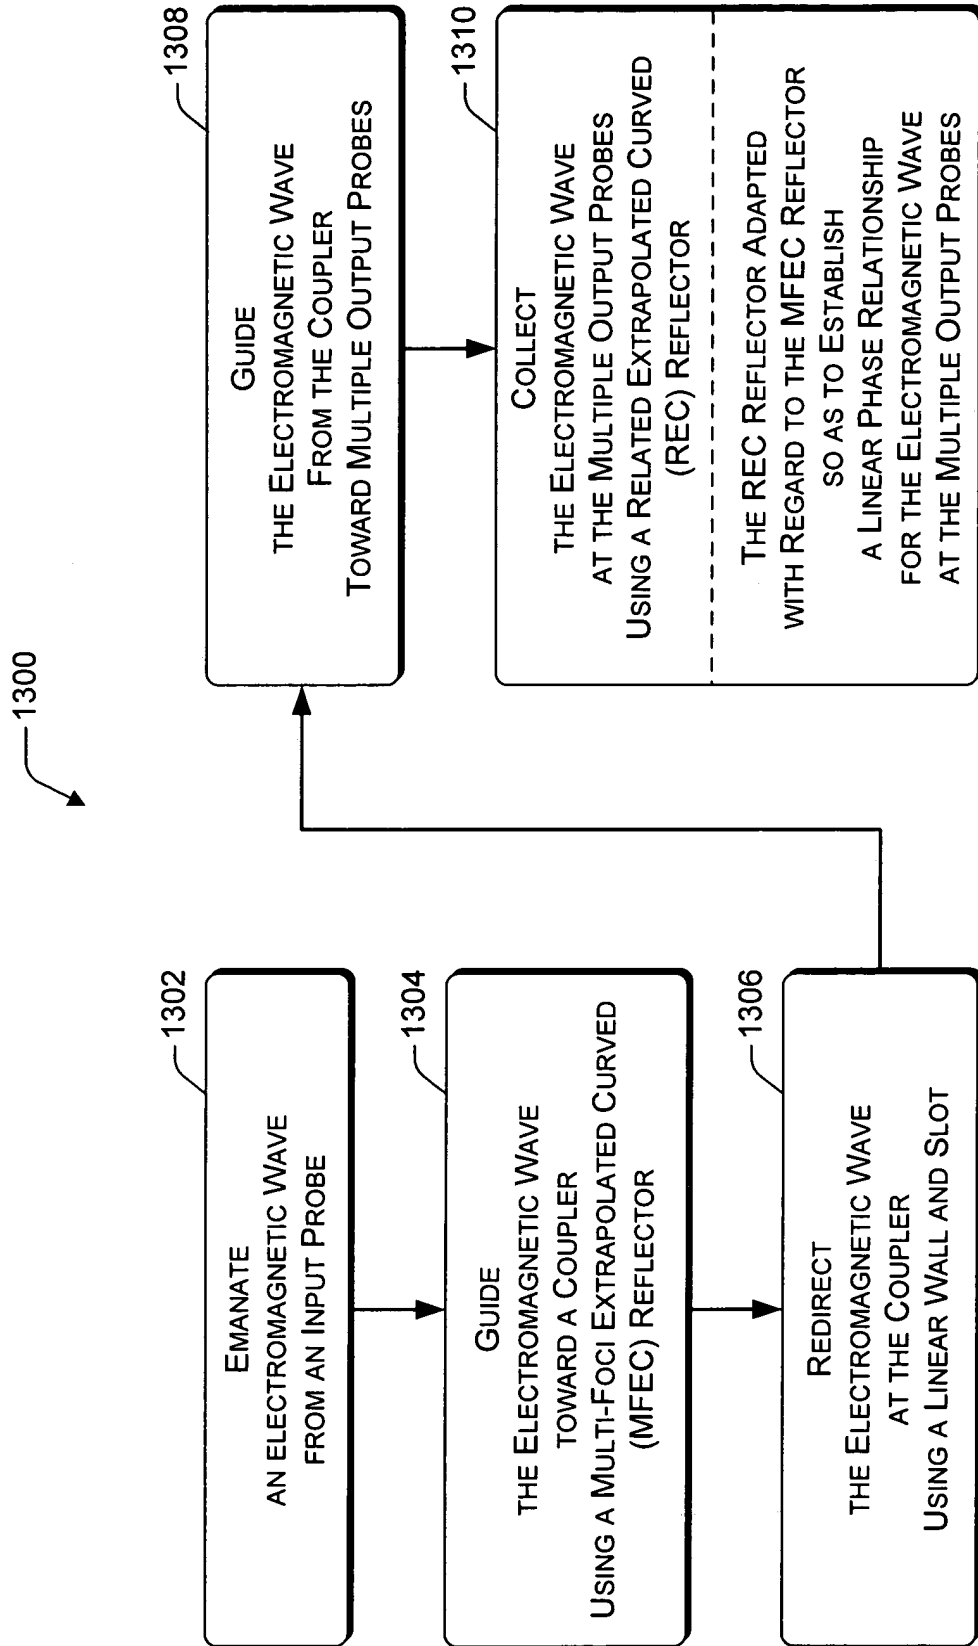 1300
1302
EMANATE
AN ELECTROMAGNETIC WAVE
FROM AN INPUT PROBE
1304
GUIDE
THE ELECTROMAGNETIC WAVE
TOWARD A COUPLER
USING A MULTI-FOCI EXTRAPOLATED CURVED
(MFEC) REFLECTOR
1306
REDIRECT
THE ELECTROMAGNETIC WAVE
AT THE COUPLER
USING A LINEAR WALL AND SLOT
1308
GUIDE
THE ELECTROMAGNETIC WAVE
FROM THE COUPLER
TOWARD MULTIPLE OUTPUT PROBES
1310
COLLECT
THE ELECTROMAGNETIC WAVE
AT THE MULTIPLE OUTPUT PROBES
USING A RELATED EXTRAPOLATED CURVED
(REC) REFLECTOR
THE REC REFLECTOR ADAPTED
WITH REGARD TO THE MFEC REFLECTOR
SO AS TO ESTABLISH
A LINEAR PHASE RELATIONSHIP
FOR THE ELECTROMAGNETIC WAVE
AT THE MULTIPLE OUTPUT PROBES